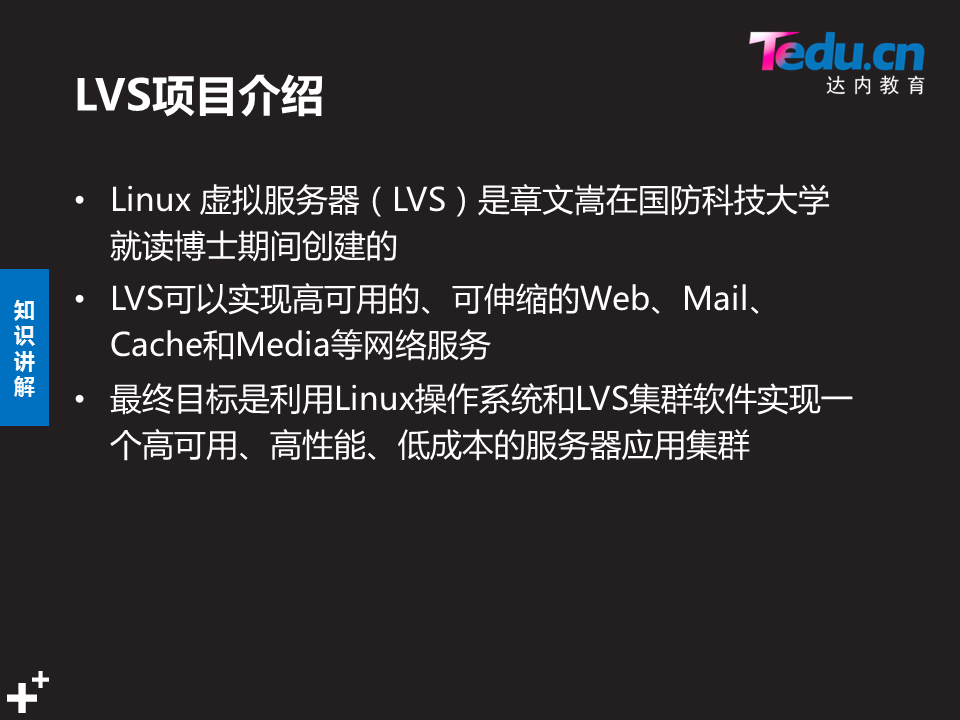 Tedu.cn
达内教育
LVS项目介绍
• Linux 虚拟服务器（LVS）是章文嵩在国防科技大学
就读博士期间创建的
• LVS可以实现高可用的、可伸缩的Web、Mail、
Cache和Media等网络服务
• 最终目标是利用Linux操作系统和LVS集群软件实现一
个高可用、高性能、低成本的服务器应用集群
知
识
讲
解